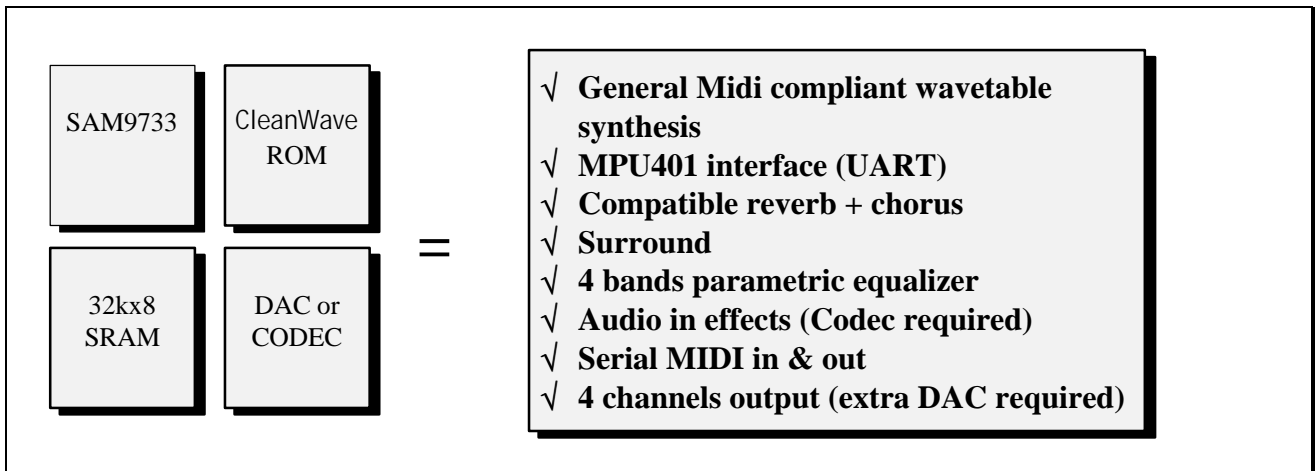 SAM9733
CleanWave
ROM
32kx8
SRAM
DAC or
CODEC
=
√ General Midi compliant wavetable
synthesis
√ MPU401 interface (UART)
√ Compatible reverb + chorus
√ Surround
√ 4 bands parametric equalizer
√ Audio in effects (Codec required)
√ Serial MIDI in & out
√ 4 channels output (extra DAC required)